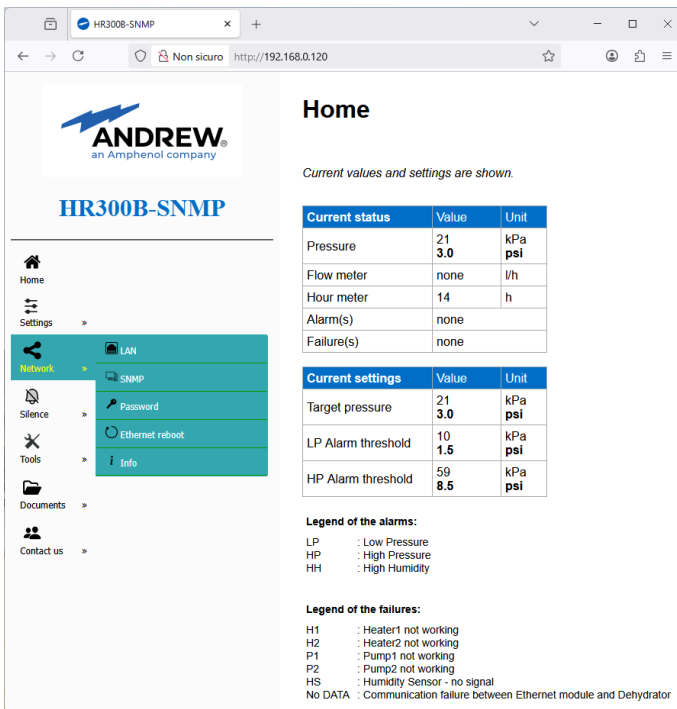 HR300B-SNMP
Non sicuro http://192.168.0.120
ANDREW®
an Amphenol company
HR300B-SNMP
Home
Settings »
Network »
LAN
SNMP
Password
Ethernet reboot
Info
Silence »
Tools »
Documents »
Contact us »
Home
Current values and settings are shown.
Current status Value Unit
Pressure 21 kPa
3.0 psi
Flow meter none l/h
Hour meter 14 h
Alarm(s) none
Failure(s) none
Current settings Value Unit
Target pressure 21 kPa
3.0 psi
LP Alarm threshold 10 kPa
1.5 psi
HP Alarm threshold 59 kPa
8.5 psi
Legend of the alarms:
LP : Low Pressure
HP : High Pressure
HH : High Humidity
Legend of the failures:
H1 : Heater1 not working
H2 : Heater2 not working
P1 : Pump1 not working
P2 : Pump2 not working
HS : Humidity Sensor - no signal
No DATA : Communication failure between Ethernet module and Dehydrator